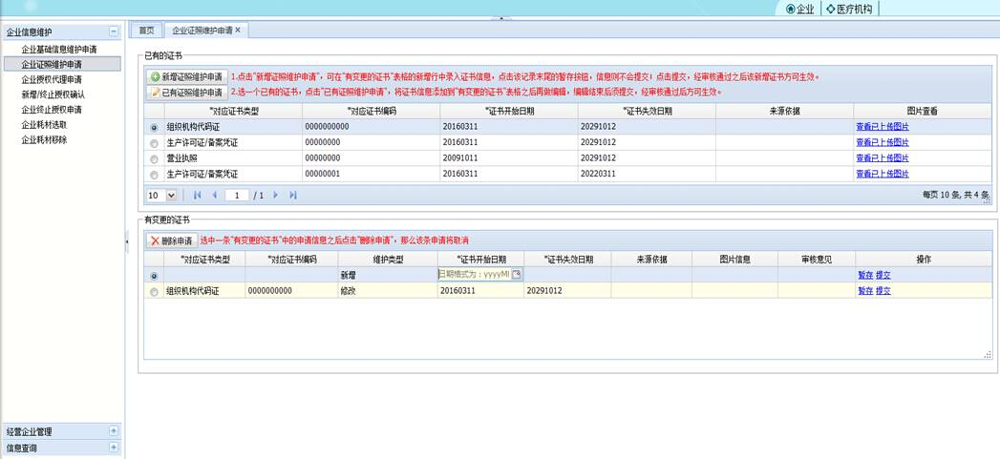 企业 医疗机构
企业信息维护
企业基础信息维护申请
企业证照维护申请
企业授权代理申请
新增/终止授权确认
企业终止授权申请
企业耗材选取
企业耗材移除
经营企业管理
信息查询
首页 企业证照维护申请
已有的证书
新增证照维护申请 1.点击"新增证照维护申请"，可在"有变更的证书"表格的新增行中录入证书信息，点击该记录末尾的暂存按钮，信息则不会提交；点击提交，经审核通过之后该新增证书方可生效。
已有证照维护申请 2.选一个已有的证书，点击"已有证照维护申请"，将证书信息添加到"有变更的证书"表格之后再做编辑，编辑结束后须提交，经审核通过后方可生效。
*对应证书类型 *对应证书编码 *证书开始日期 *证书失效日期 来源依据 图片查看
组织机构代码证 0000000000 20160311 20291012 查看已上传图片
生产许可证/备案凭证 00000000 20160311 20291012 查看已上传图片
营业执照 00000000 20091011 20291012 查看已上传图片
生产许可证/备案凭证 00000001 20160311 20220311 查看已上传图片
10 1 / 1 每页 10 条, 共 4 条
有变更的证书
删除申请 选中一条"有变更的证书"中的申请信息之后点击"删除申请"，那么该条申请将取消
*对应证书类型 *对应证书编码 维护类型 *证书开始日期 *证书失效日期 来源依据 图片信息 审核意见 操作
新增 日期格式为：yyyyMM 暂存 提交
组织机构代码证 0000000000 修改 20160311 20291012 暂存 提交